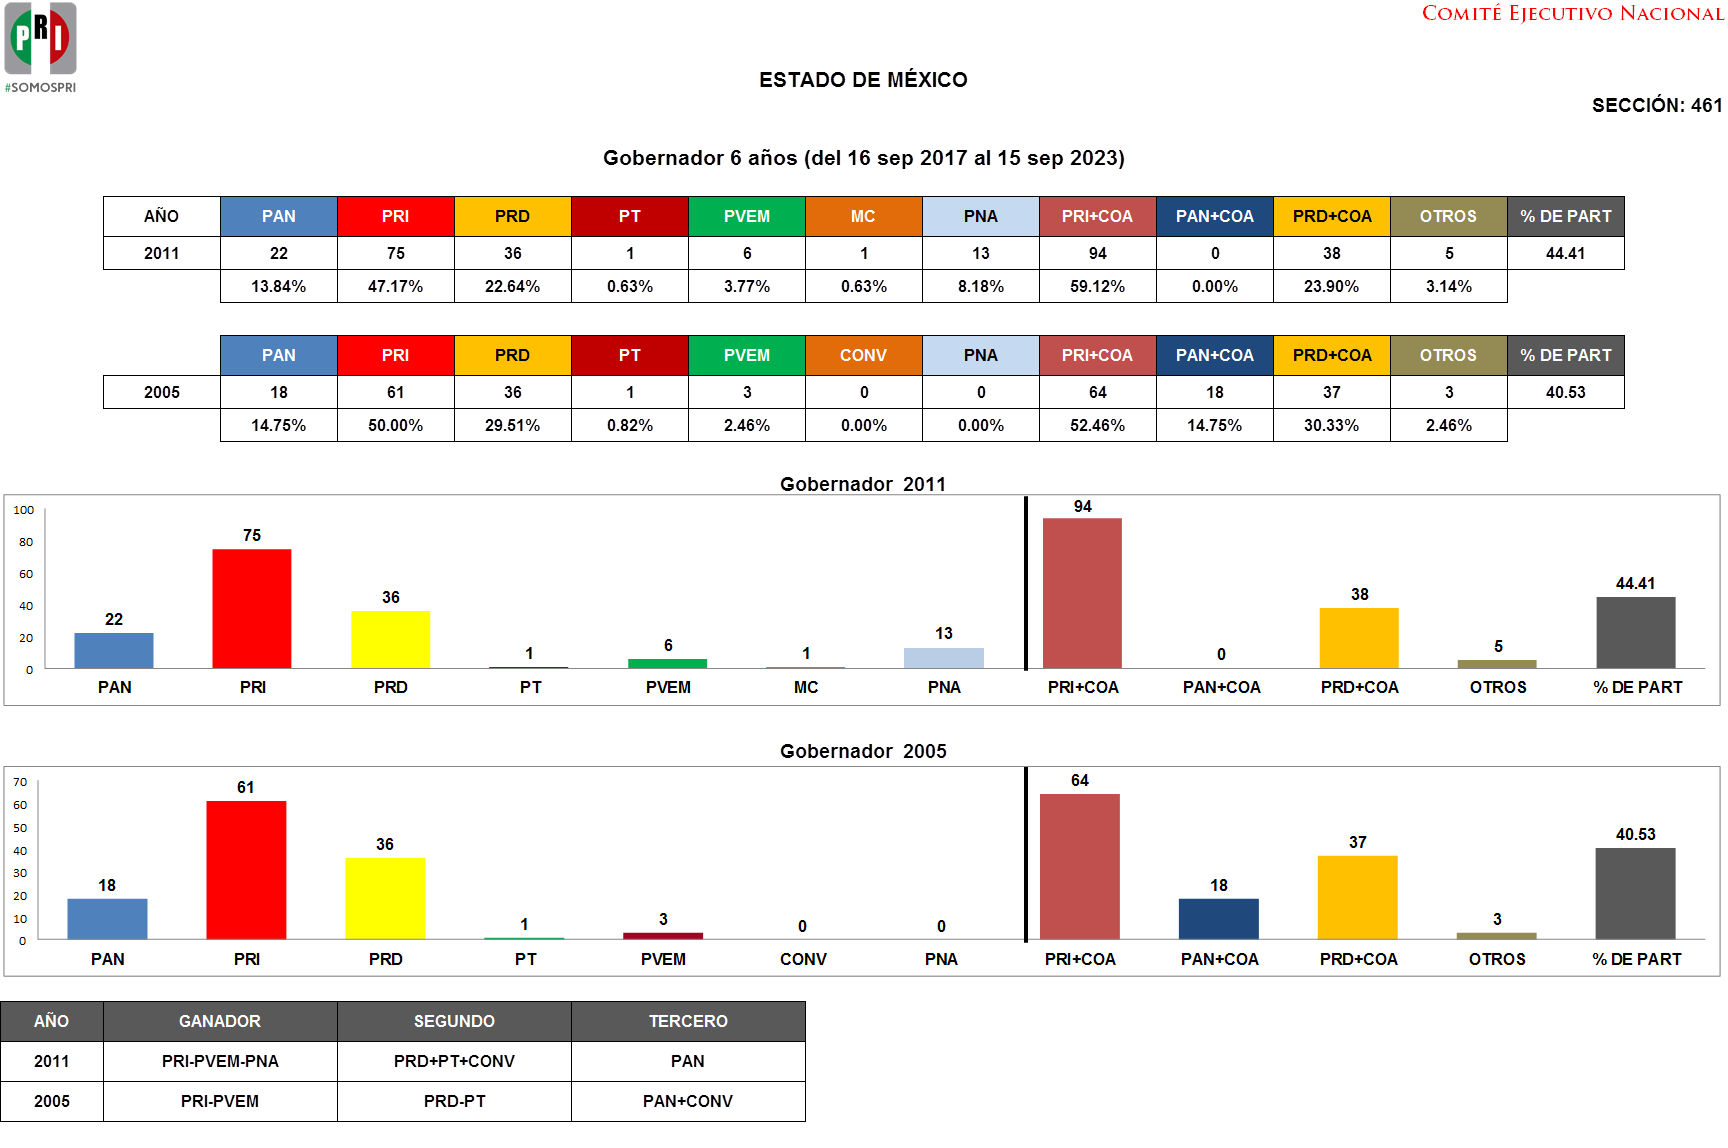 PRI
#SOMOSPRI
COMITÉ EJECUTIVO NACIONAL
ESTADO DE MÉXICO
SECCIÓN: 461
Gobernador 6 años (del 16 sep 2017 al 15 sep 2023)
AÑO PAN PRI PRD PT PVEM MC PNA PRI+COA PAN+COA PRD+COA OTROS % DE PART
2011 22 75 36 1 6 1 13 94 0 38 5 44.41
13.84% 47.17% 22.64% 0.63% 3.77% 0.63% 8.18% 59.12% 0.00% 23.90% 3.14%
PAN PRI PRD PT PVEM CONV PNA PRI+COA PAN+COA PRD+COA OTROS % DE PART
2005 18 61 36 1 3 0 0 64 18 37 3 40.53
14.75% 50.00% 29.51% 0.82% 2.46% 0.00% 0.00% 52.46% 14.75% 30.33% 2.46%
Gobernador 2011
100
80
60
40
20
0
22 75 36 1 6 1 13 94 0 38 5 44.41
PAN PRI PRD PT PVEM MC PNA PRI+COA PAN+COA PRD+COA OTROS % DE PART
Gobernador 2005
70
60
50
40
30
20
10
0
18 61 36 1 3 0 0 64 18 37 3 40.53
PAN PRI PRD PT PVEM CONV PNA PRI+COA PAN+COA PRD+COA OTROS % DE PART
AÑO GANADOR SEGUNDO TERCERO
2011 PRI-PVEM-PNA PRD+PT+CONV PAN
2005 PRI-PVEM PRD-PT PAN+CONV